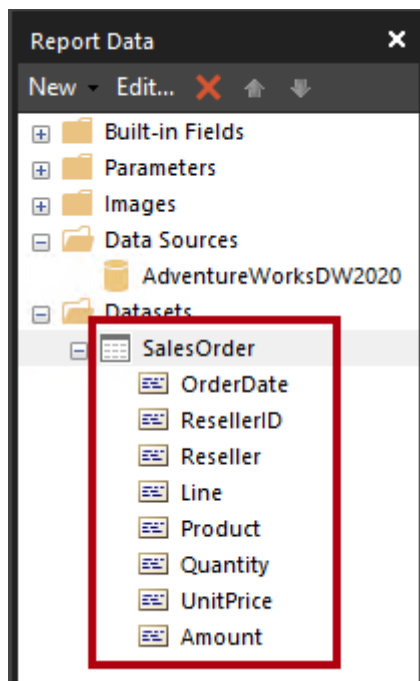 Report Data
New Edit...
Built-in Fields
Parameters
Images
Data Sources
AdventureWorksDW2020
Datasets
SalesOrder
OrderDate
ResellerID
Reseller
Line
Product
Quantity
UnitPrice
Amount